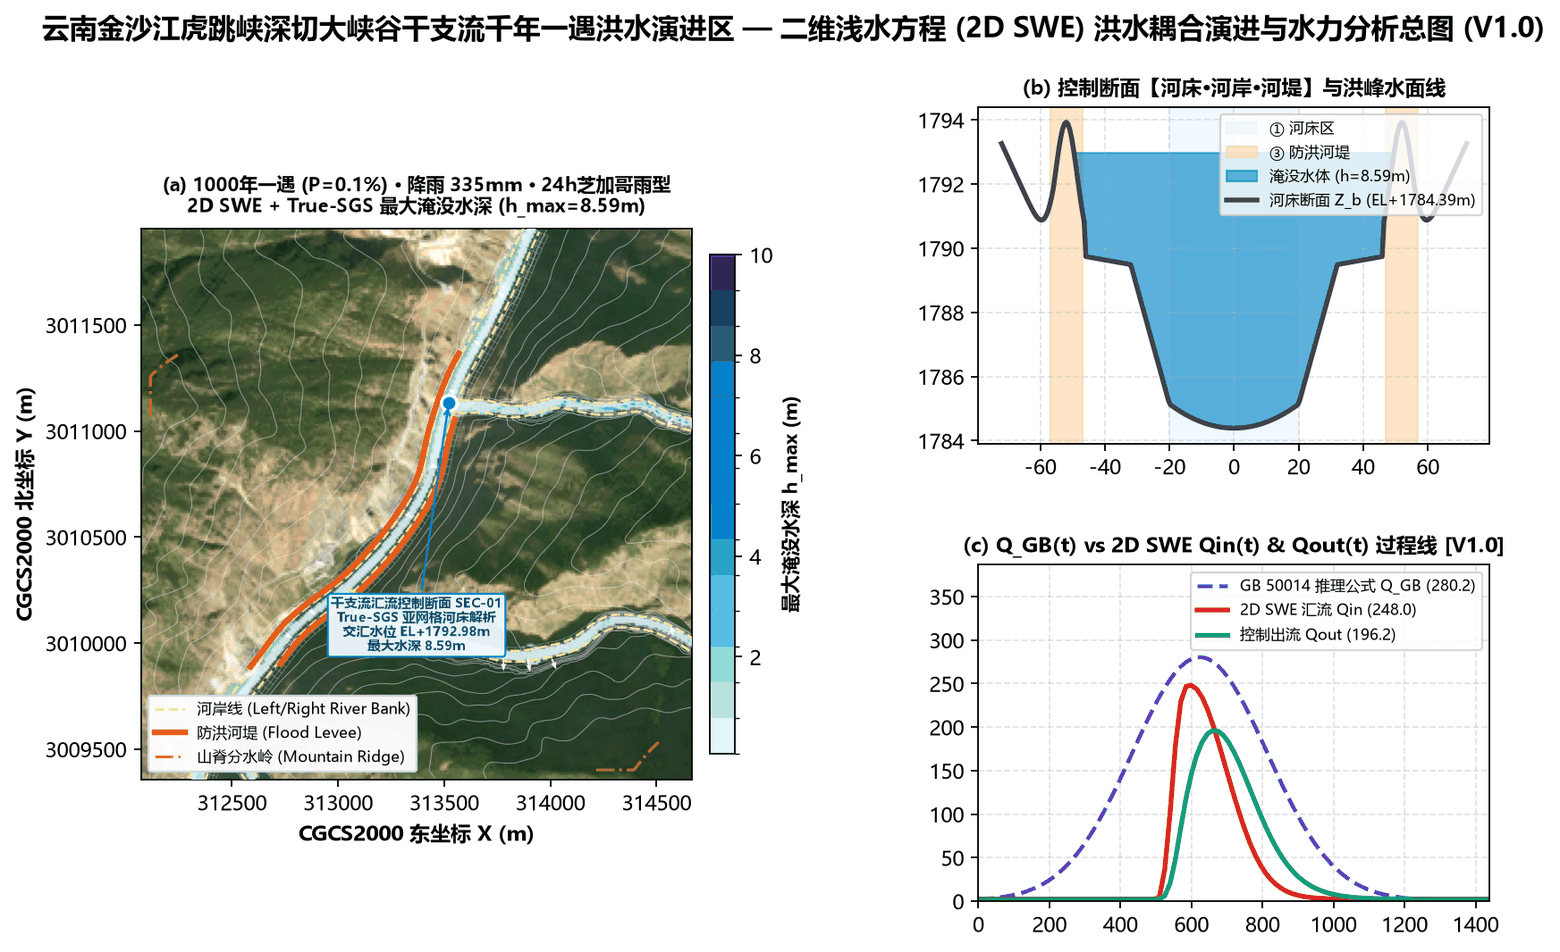 云南金沙江虎跳峡深切大峡谷干支流千年一遇洪水演进区 — 二维浅水方程 (2D SWE) 洪水耦合演进与水力分析总图 (V1.0)
(a) 1000年一遇 (P=0.1%) • 降雨 335mm • 24h芝加哥雨型
2D SWE + True-SGS 最大淹没水深 (h_max=8.59m)
CGCS2000 北坐标 Y (m)
3011500
3011000
3010500
3010000
3009500
干支流汇流控制断面 SEC-01
True-SGS 亚网格河床解析
交汇水位 EL+1792.98m
最大水深 8.59m
河岸线 (Left/Right River Bank)
防洪河堤 (Flood Levee)
山脊分水岭 (Mountain Ridge)
312500 313000 313500 314000 314500
CGCS2000 东坐标 X (m)
10
8
6
4
2
最大淹没水深 h_max (m)
(b) 控制断面【河床•河岸•河堤】与洪峰水面线
1794
1792
1790
1788
1786
1784
① 河床区
③ 防洪河堤
淹没水体 (h=8.59m)
河床断面 Z_b (EL+1784.39m)
-60 -40 -20 0 20 40 60
(c) Q_GB(t) vs 2D SWE Qin(t) & Qout(t) 过程线 [V1.0]
350
300
250
200
150
100
50
0
GB 50014 推理公式 Q_GB (280.2)
2D SWE 汇流 Qin (248.0)
控制出流 Qout (196.2)
0 200 400 600 800 1000 1200 1400